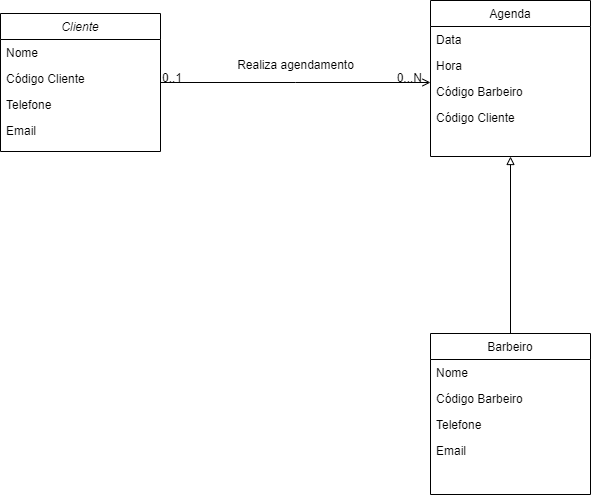 Cliente
Nome
Código Cliente
Telefone
Email
Realiza agendamento
0..1
0...N
Agenda
Data
Hora
Código Barbeiro
Código Cliente
Barbeiro
Nome
Código Barbeiro
Telefone
Email